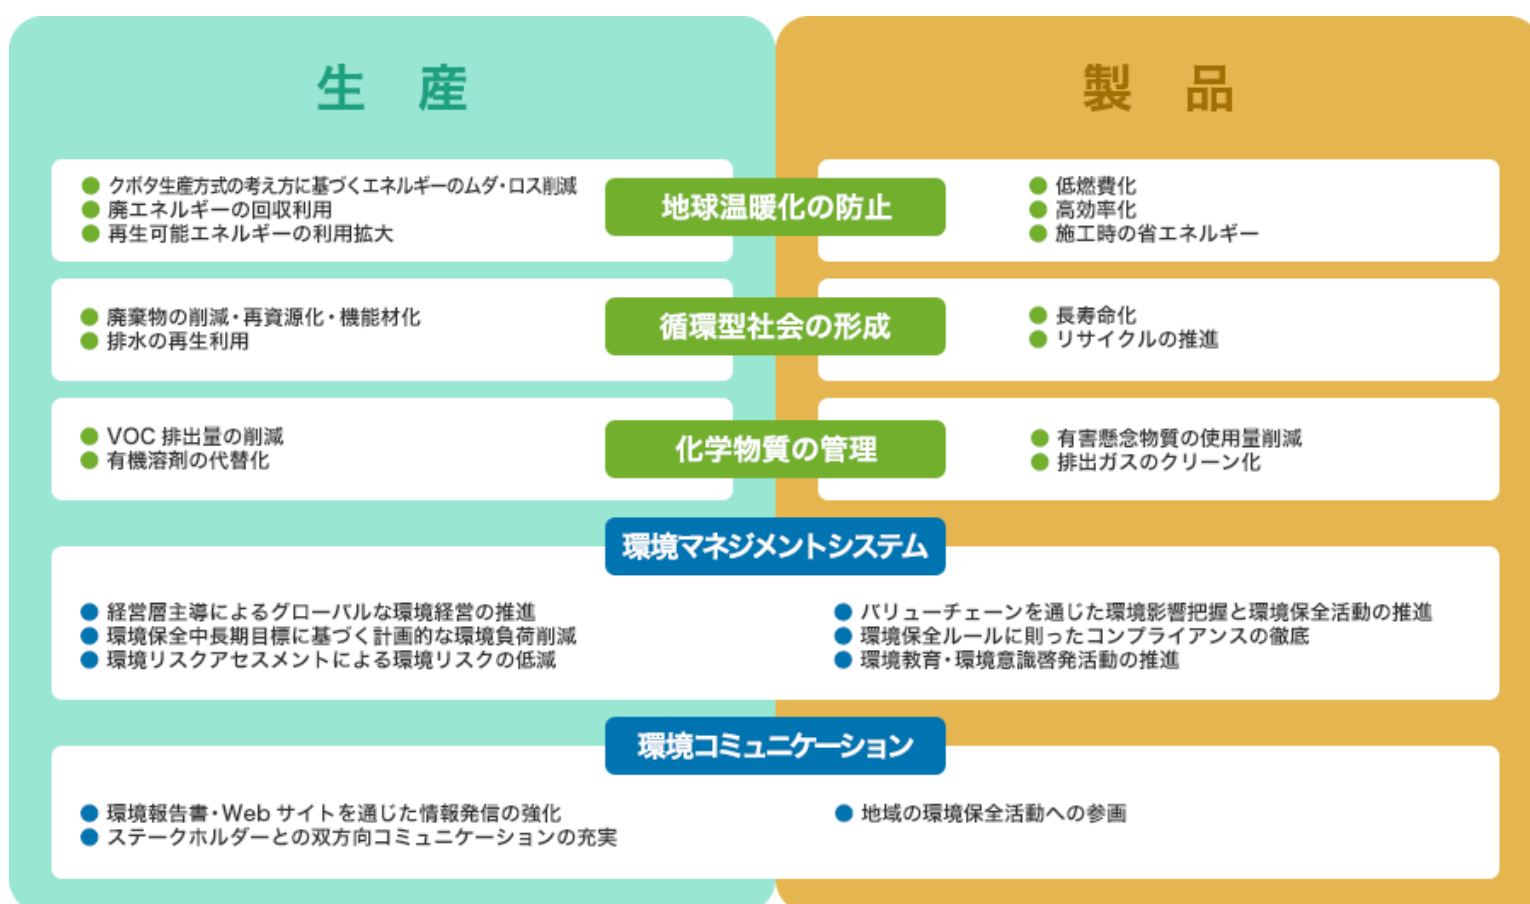 生　産
製　品
地球温暖化の防止
クボタ生産方式の考え方に基づくエネルギーのムダ・ロス削減
廃エネルギーの回収利用
再生可能エネルギーの利用拡大
低燃費化
高効率化
施工時の省エネルギー
循環型社会の形成
廃棄物の削減・再資源化・機能材化
排水の再生利用
長寿命化
リサイクルの推進
化学物質の管理
VOC 排出量の削減
有機溶剤の代替化
有害懸念物質の使用量削減
排出ガスのクリーン化
環境マネジメントシステム
経営層主導によるグローバルな環境経営の推進
環境保全中長期目標に基づく計画的な環境負荷削減
環境リスクアセスメントによる環境リスクの低減
バリューチェーンを通じた環境影響把握と環境保全活動の推進
環境保全ルールに則ったコンプライアンスの徹底
環境教育・環境意識啓発活動の推進
環境コミュニケーション
環境報告書・Web サイトを通じた情報発信の強化
ステークホルダーとの双方向コミュニケーションの充実
地域の環境保全活動への参画